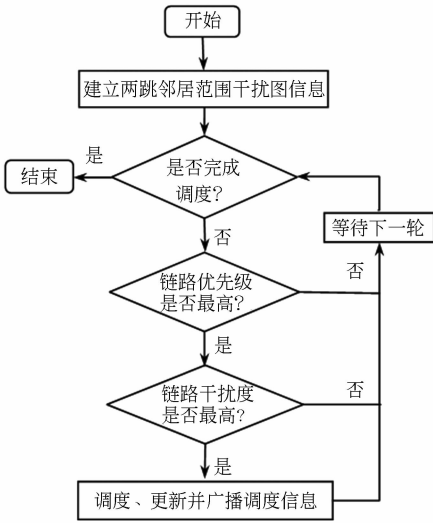 开始
建立两跳邻居范围干扰图信息
是
是否完成
调度?
结束
等待下一轮
否
链路优先级
是否最高?
否
是
链路干扰度
是否最高?
否
是
调度、更新并广播调度信息